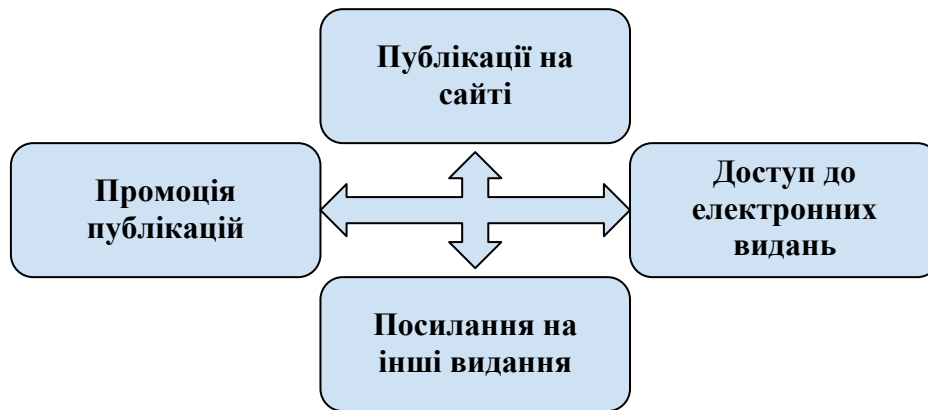 Публікації на
сайті
Промоція
публікацій
Доступ до
електронних
видань
Посилання на
інші видання